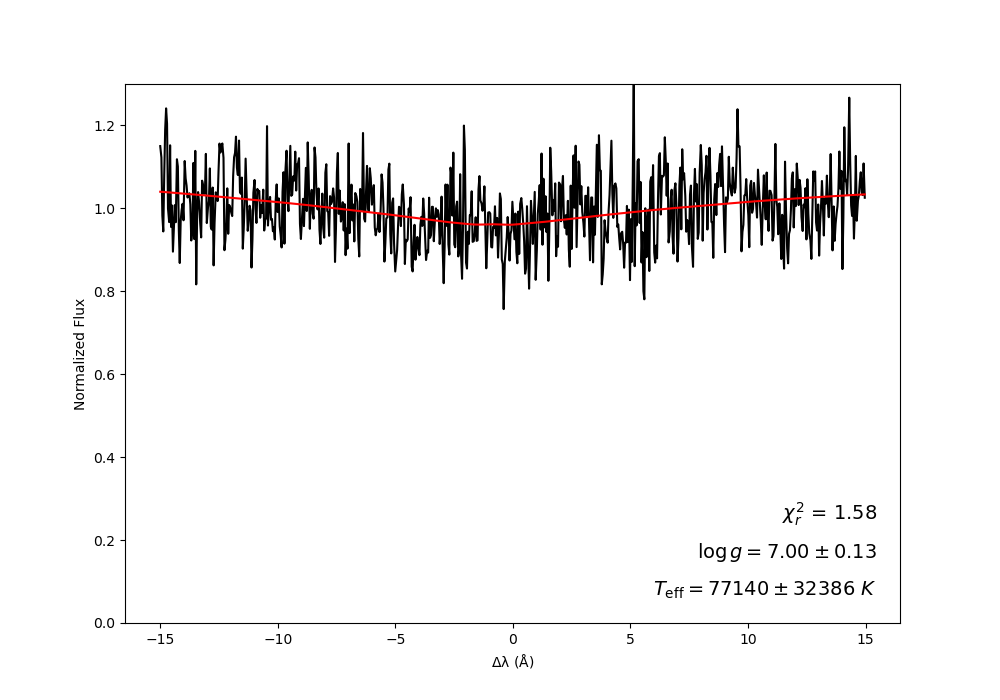 1.2
1.0
0.8
0.6
0.4
0.2
0.0
Normalized Flux
χ²ᵣ = 1.58
log g = 7.00 ± 0.13
T_eff = 77140 ± 32386 K
−15 −10 −5 0 5 10 15
Δλ (Å)